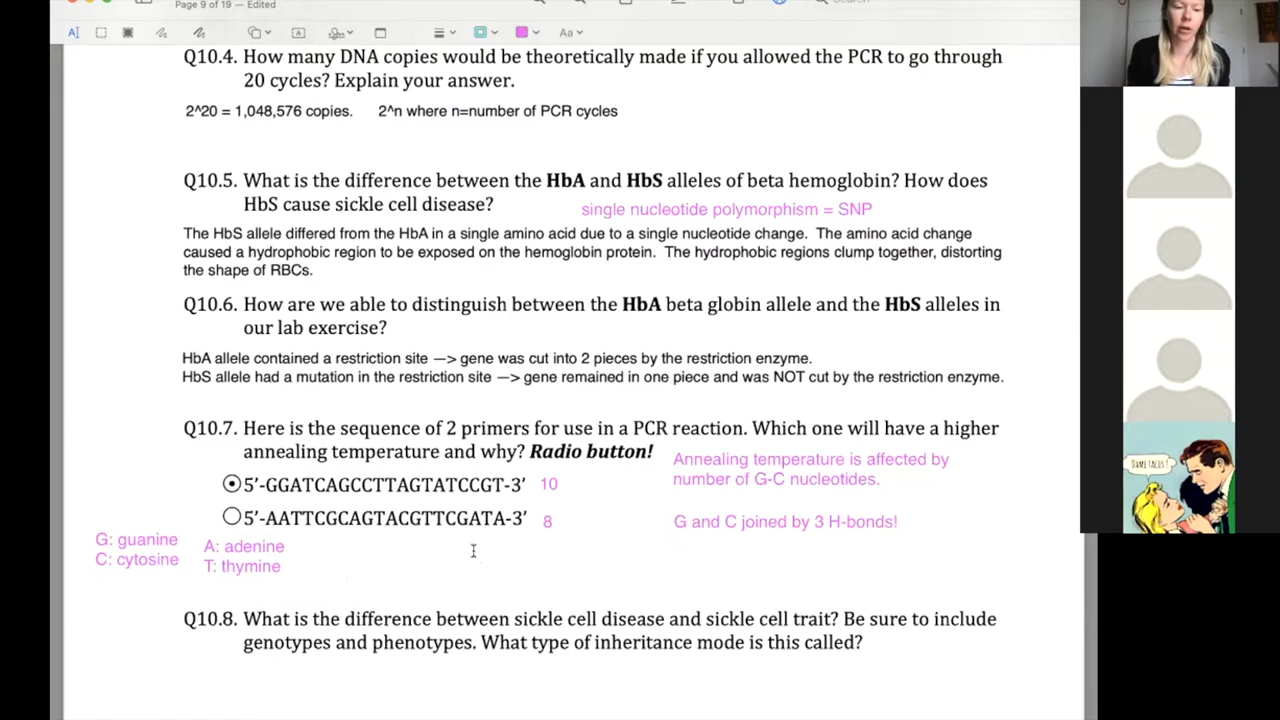 Page 9 of 19 — Edited
Aa
Q10.4. How many DNA copies would be theoretically made if you allowed the PCR to go through
20 cycles? Explain your answer.
2^20 = 1,048,576 copies. 2^n where n=number of PCR cycles
Q10.5. What is the difference between the HbA and HbS alleles of beta hemoglobin? How does
HbS cause sickle cell disease?
single nucleotide polymorphism = SNP
The HbS allele differed from the HbA in a single amino acid due to a single nucleotide change. The amino acid change
caused a hydrophobic region to be exposed on the hemoglobin protein. The hydrophobic regions clump together, distorting
the shape of RBCs.
Q10.6. How are we able to distinguish between the HbA beta globin allele and the HbS alleles in
our lab exercise?
HbA allele contained a restriction site —> gene was cut into 2 pieces by the restriction enzyme.
HbS allele had a mutation in the restriction site —> gene remained in one piece and was NOT cut by the restriction enzyme.
Q10.7. Here is the sequence of 2 primers for use in a PCR reaction. Which one will have a higher
annealing temperature and why? Radio button!
Annealing temperature is affected by
number of G-C nucleotides.
5’-GGATCAGCCTTAGTATCCGT-3’ 10
5’-AATTCGCAGTACGTTCGATA-3’ 8
G and C joined by 3 H-bonds!
G: guanine
C: cytosine
A: adenine
T: thymine
Q10.8. What is the difference between sickle cell disease and sickle cell trait? Be sure to include
genotypes and phenotypes. What type of inheritance mode is this called?
DAME TACOS!